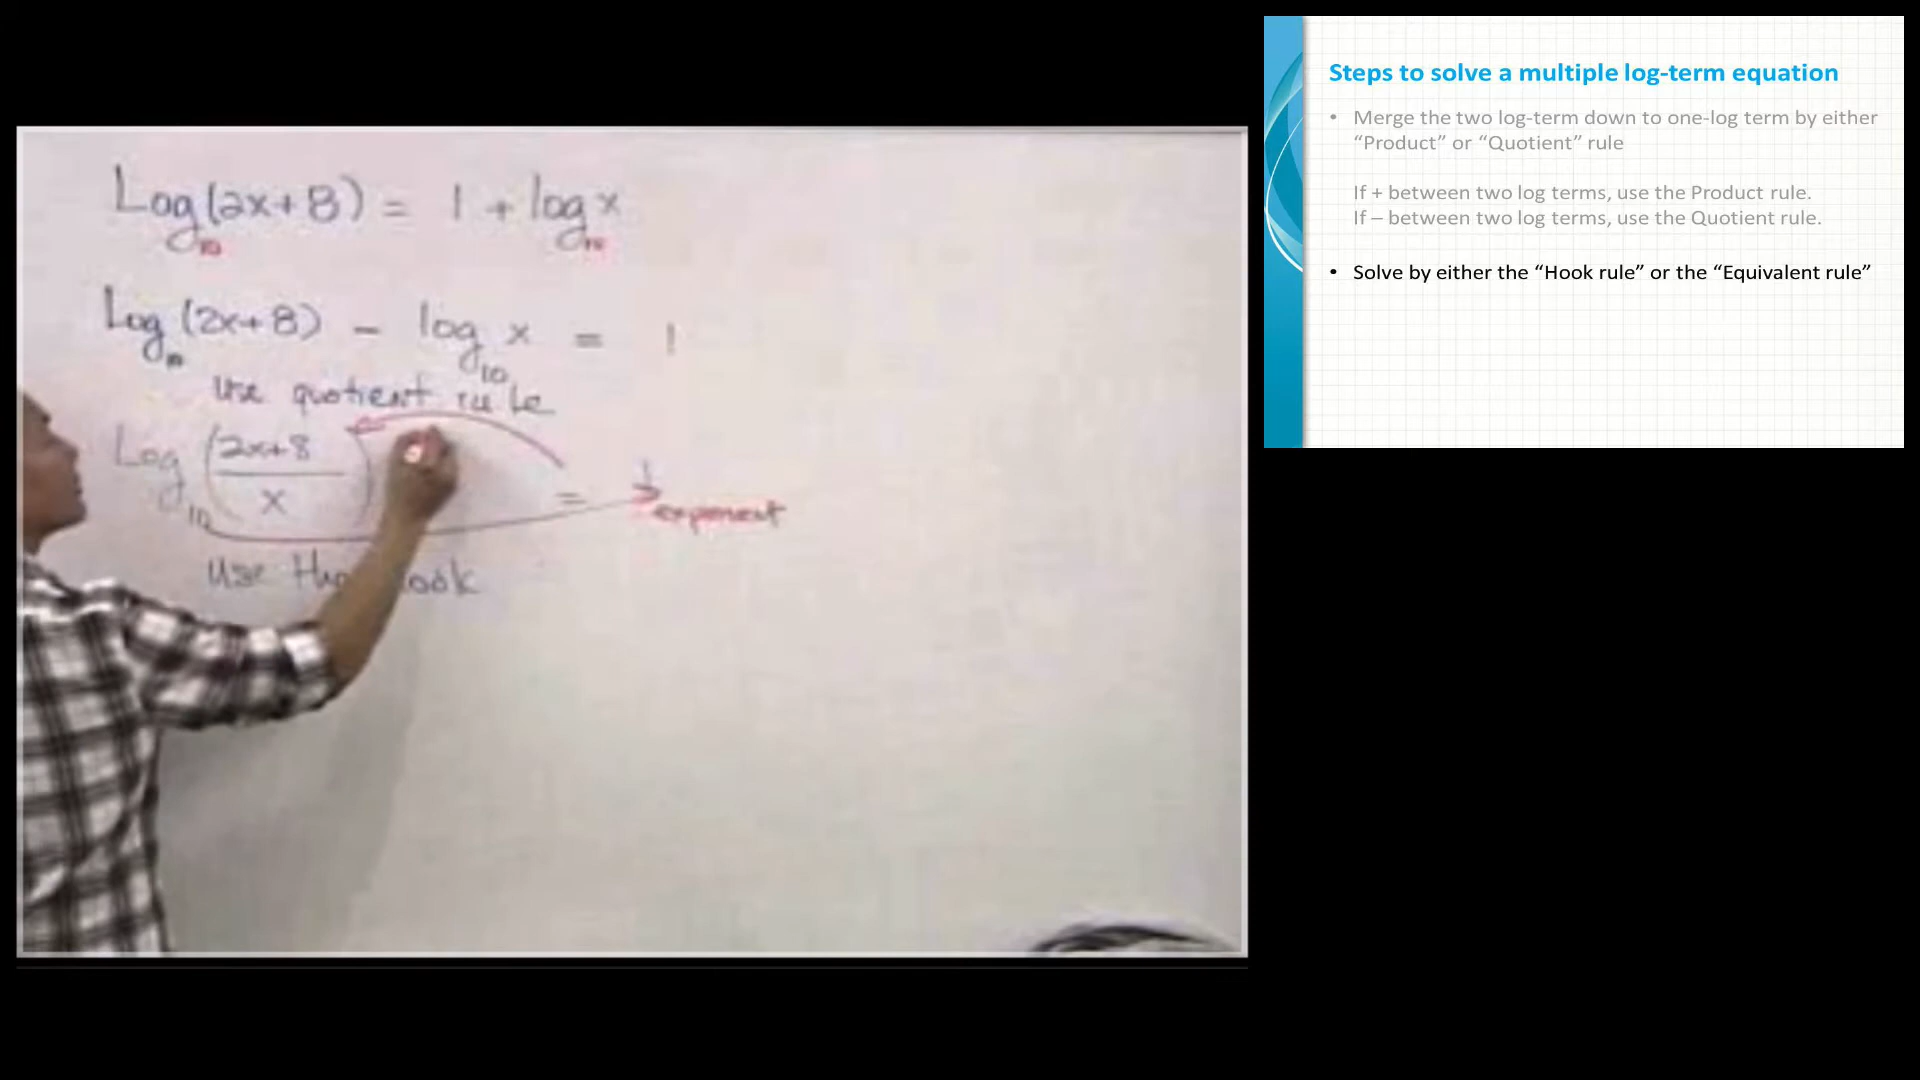 Log₁₀(2x+8) = 1 + log₁₀ x
Log₁₀(2x+8) – log₁₀ x = 1
Use quotient rule
Log₁₀ (2x+8 / x) = 1
exponent
Use ook
Steps to solve a multiple log-term equation
• Merge the two log-term down to one-log term by either
“Product” or “Quotient” rule
If + between two log terms, use the Product rule.
If – between two log terms, use the Quotient rule.
• Solve by either the “Hook rule” or the “Equivalent rule”